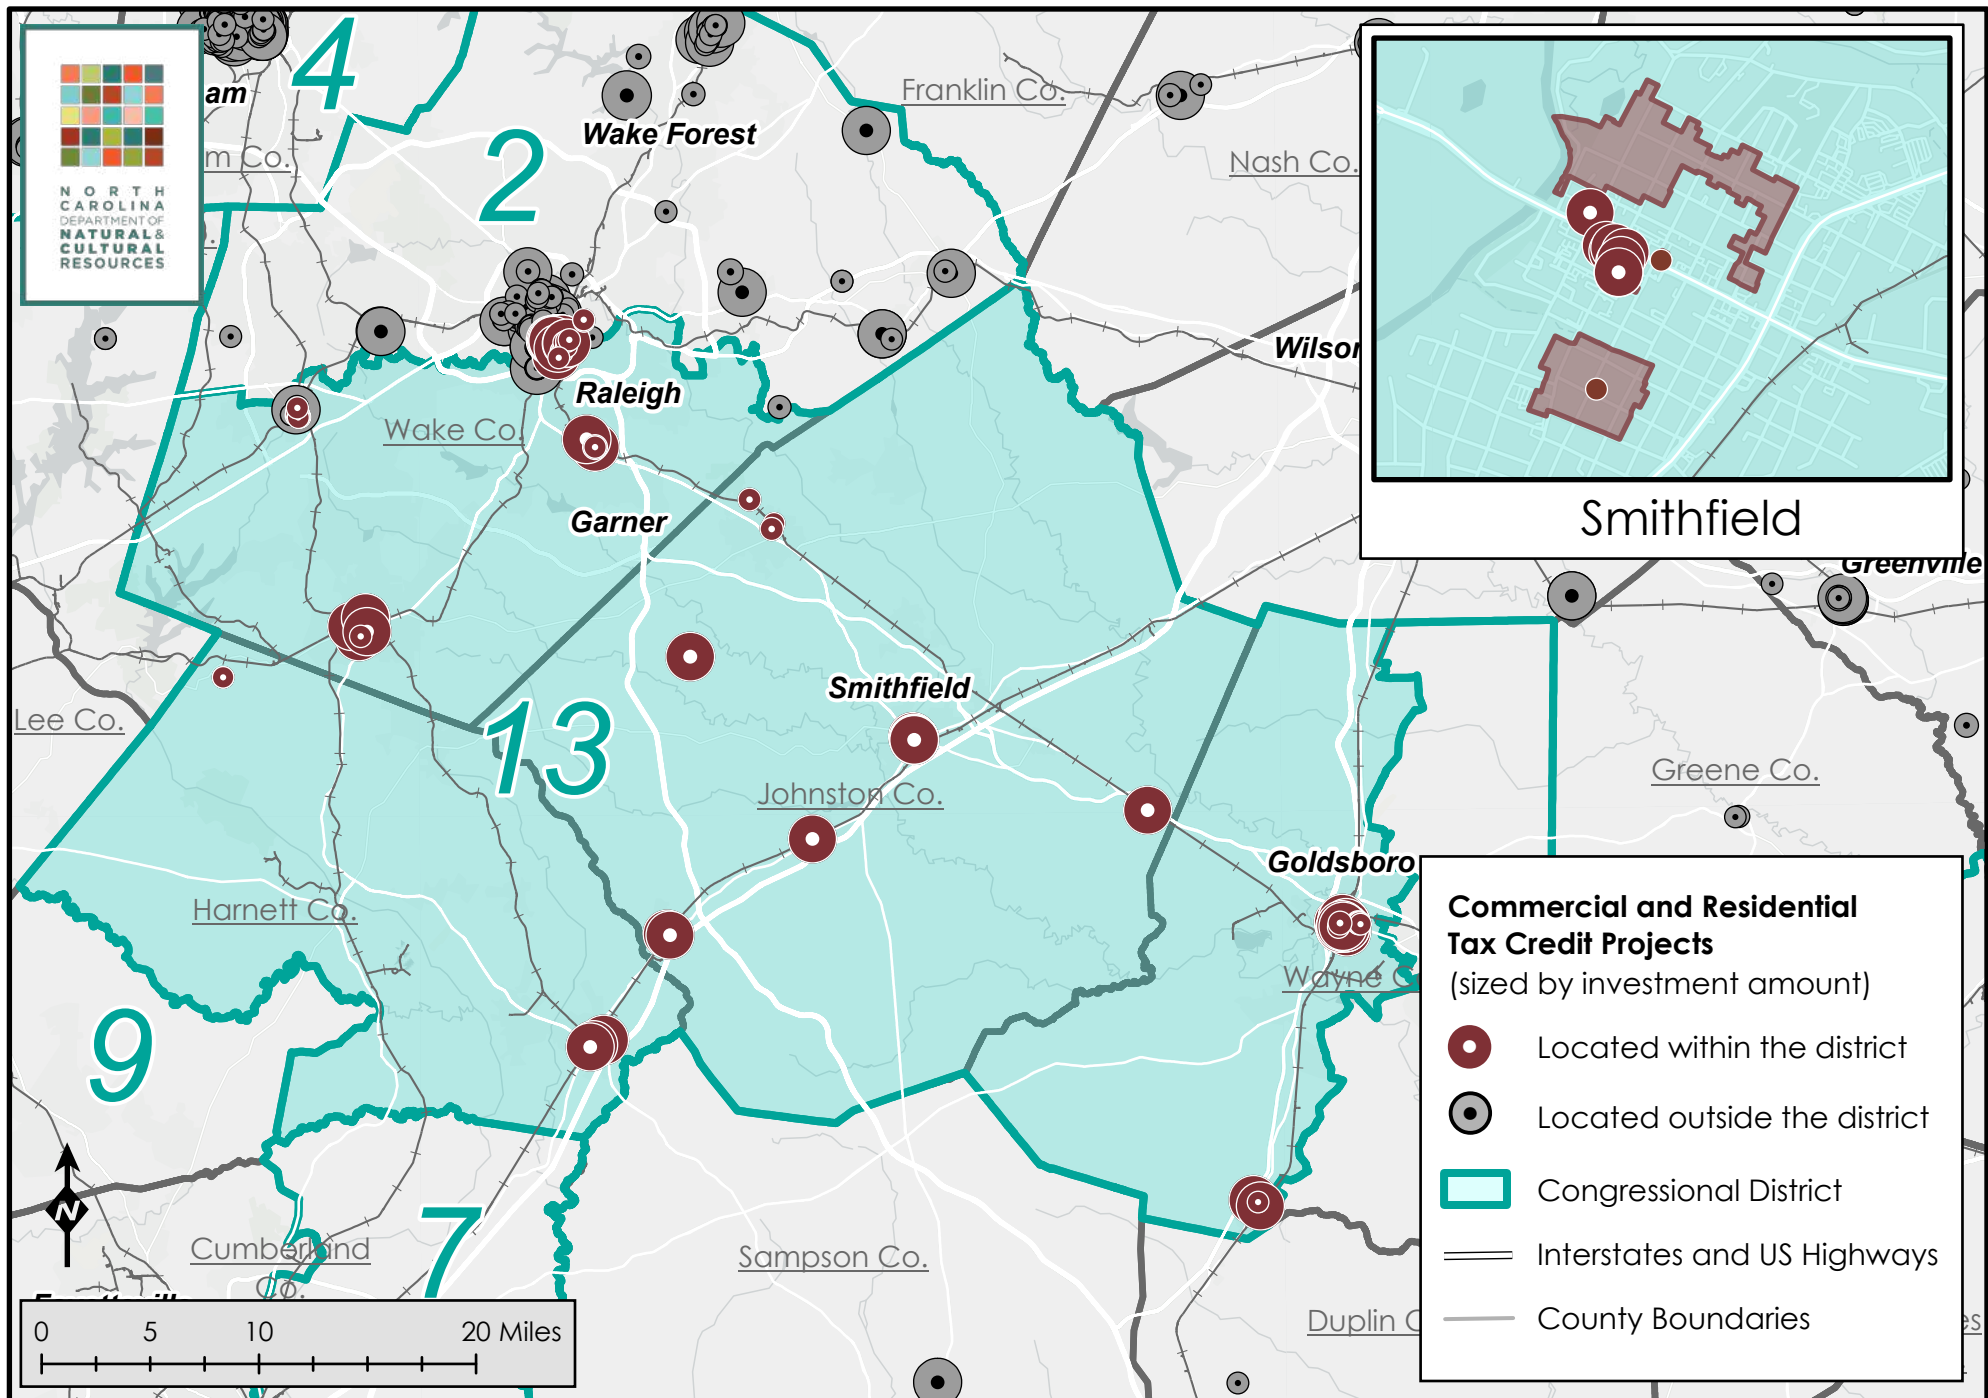 NORTH
CAROLINA
DEPARTMENT OF
NATURAL &
CULTURAL
RESOURCES
4
am
m Co.
2
Wake Forest
Franklin Co.
Nash Co.
Smithfield
Raleigh
Wake Co.
Garner
Greenville
Smithfield
Lee Co.
13
Johnston Co.
Greene Co.
Goldsboro
Harnett Co.
Wayne C
9
7
Cumberland
Co.
Sampson Co.
Duplin C
N
0 5 10 20 Miles
Commercial and Residential
Tax Credit Projects
(sized by investment amount)
Located within the district
Located outside the district
Congressional District
Interstates and US Highways
County Boundaries